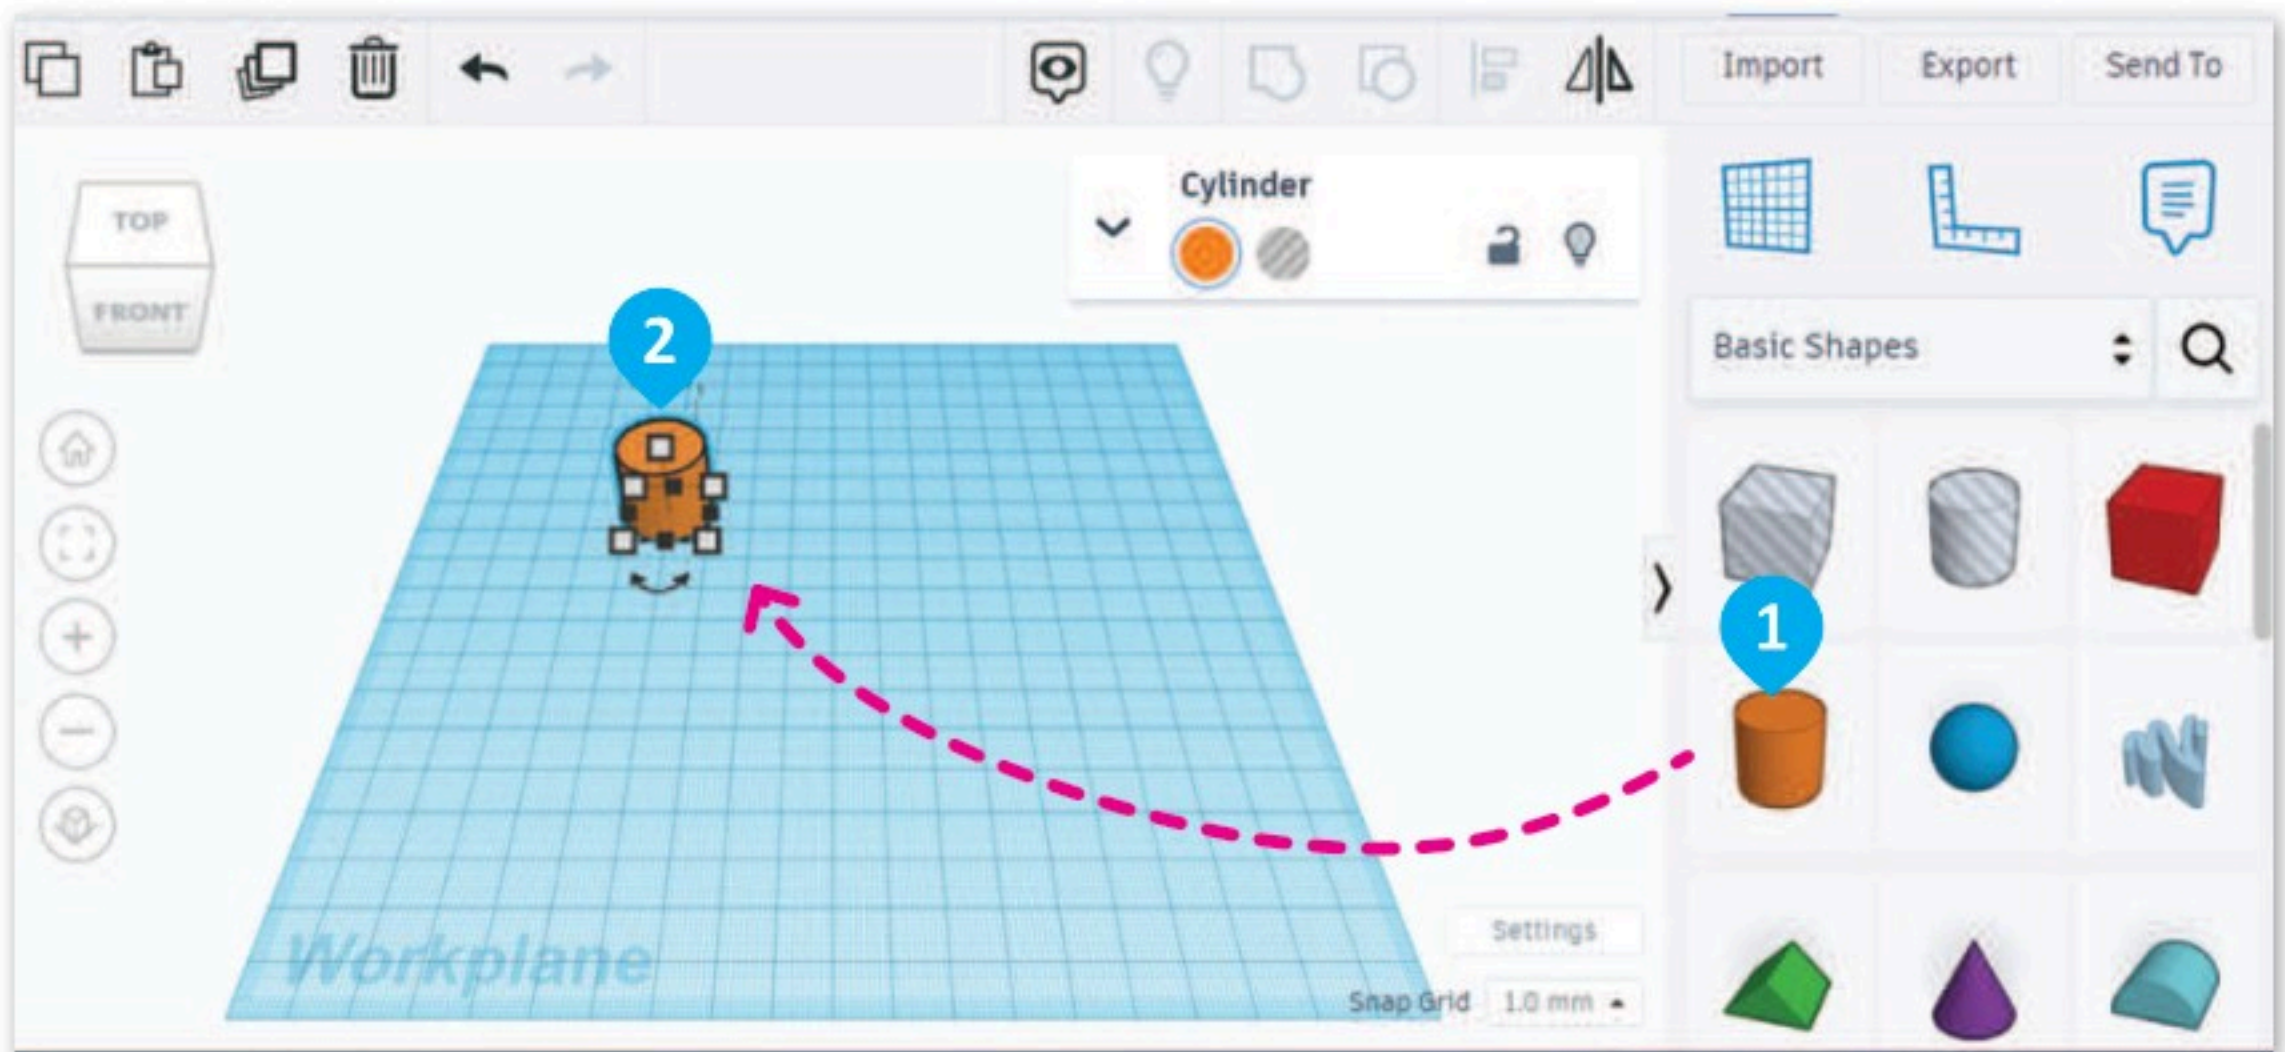 Import Export Send To
TOP
FRONT
Cylinder
2
Basic Shapes
1
Workplane
Settings
Snap Grid 1.0 mm